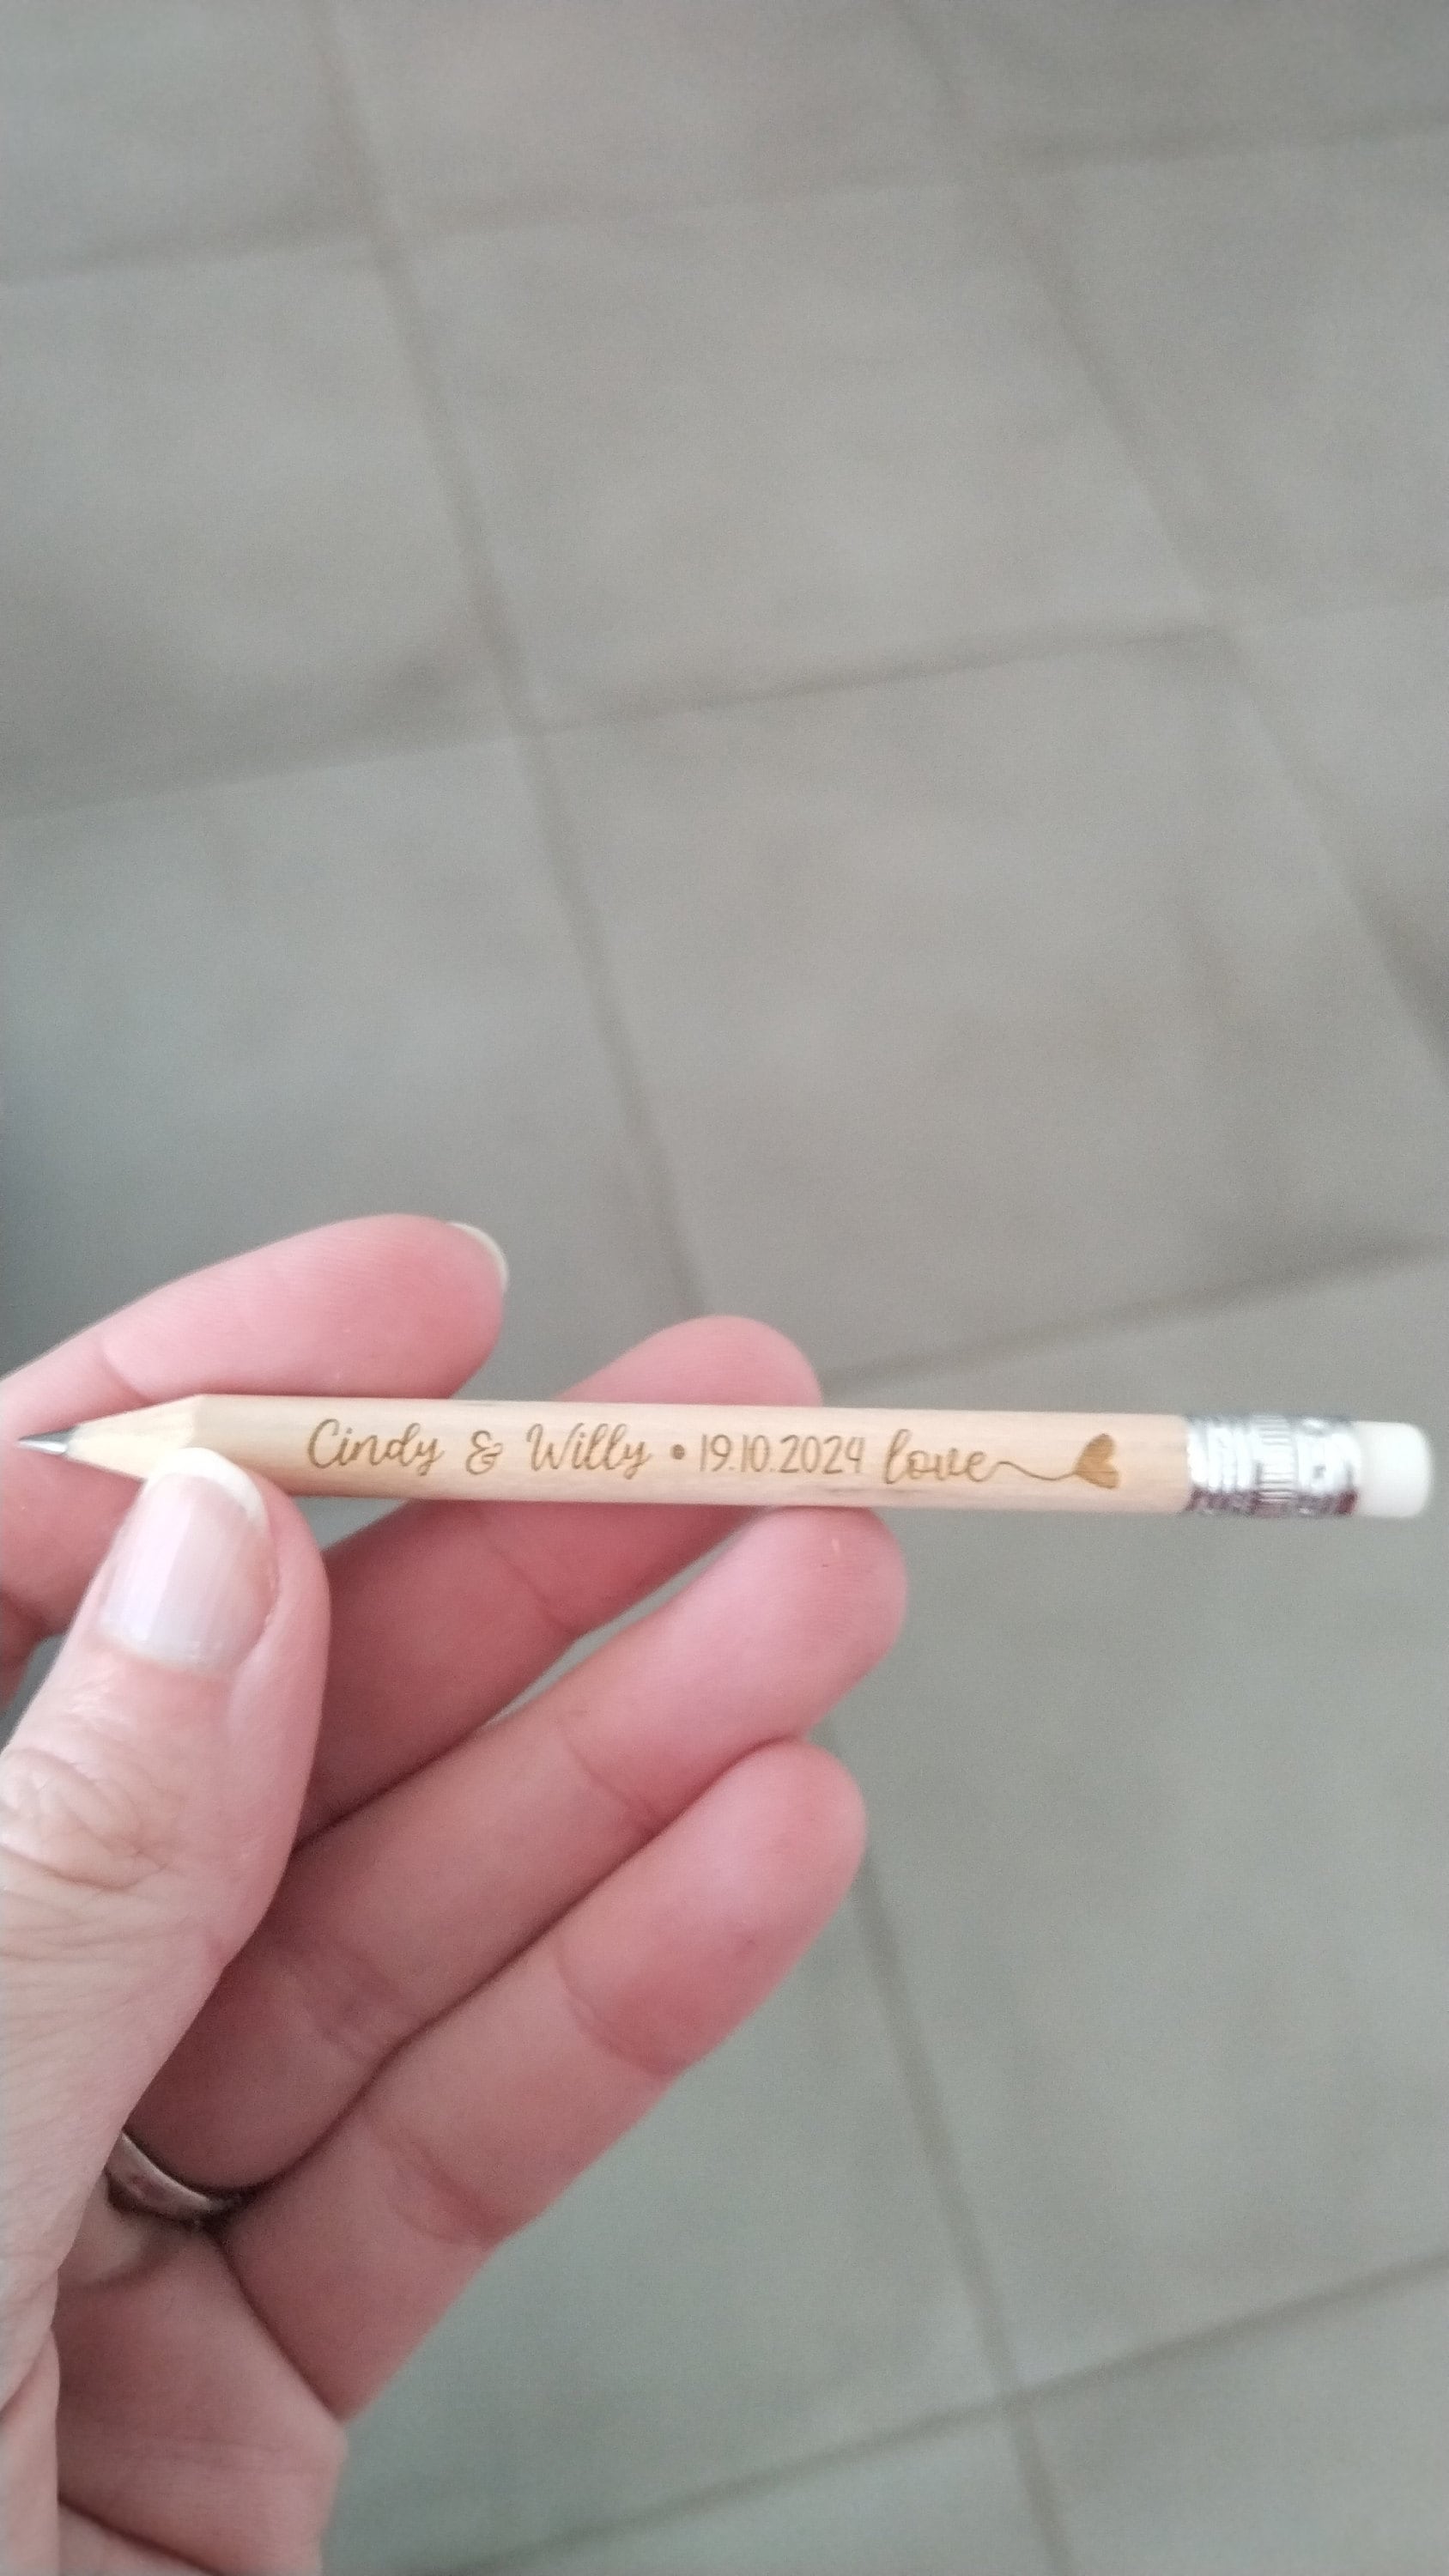 Cindy & Willy • 19.10.2024 love